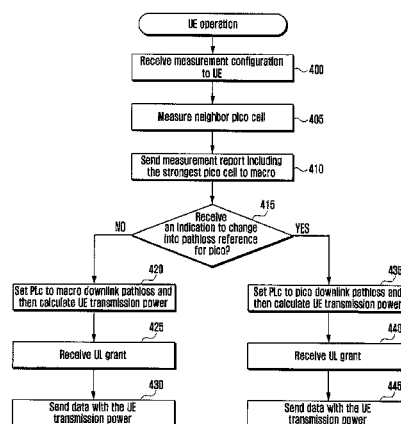 UE operation
Receive measurement configuration
to UE
400
Measure neighbor pico cell
405
Send measurement report including
the strongest pico cell to macro
410
415
Receive
an indication to change
into pathloss reference
for pico?
NO
YES
420
Set PLc to macro downlink pathloss and
then calculate UE transmission power
425
Receive UL grant
430
Send data with the UE
transmission power
435
Set PLc to pico downlink pathloss and
then calculate UE transmission power
440
Receive UL grant
445
Send data with the UE
transmission power